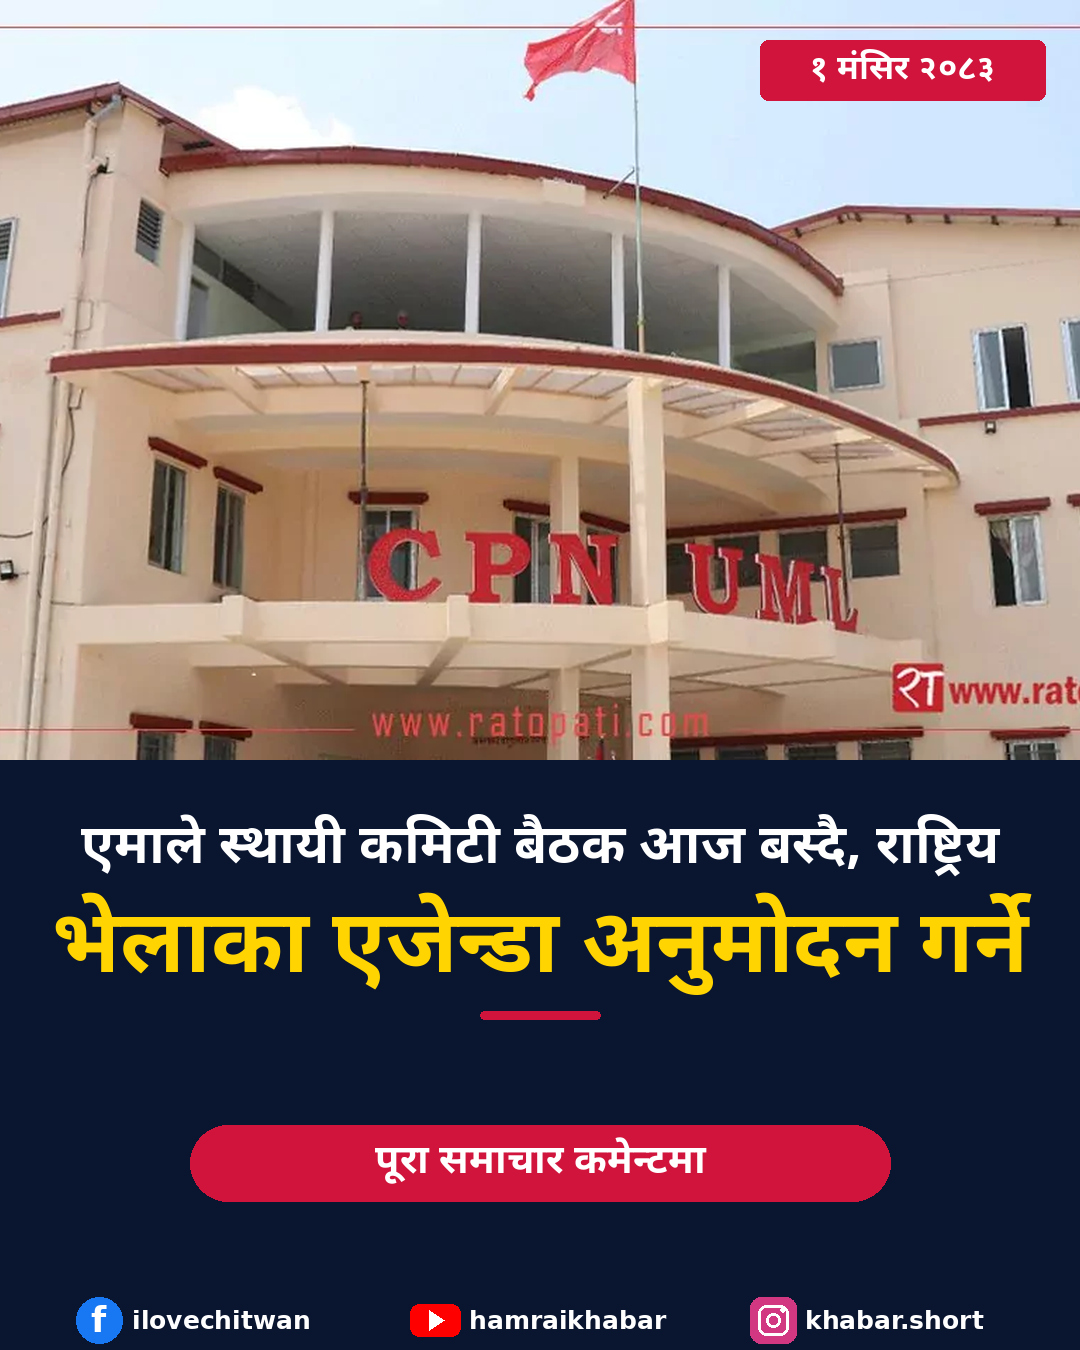 १ मंसिर २०८३
CPN UML
रा www.rato
www.ratopati.com
एमाले स्थायी कमिटी बैठक आज बस्दै, राष्ट्रिय
भेलाका एजेन्डा अनुमोदन गर्ने
पूरा समाचार कमेन्टमा
ilovechitwan
hamraikhabar
khabar.short